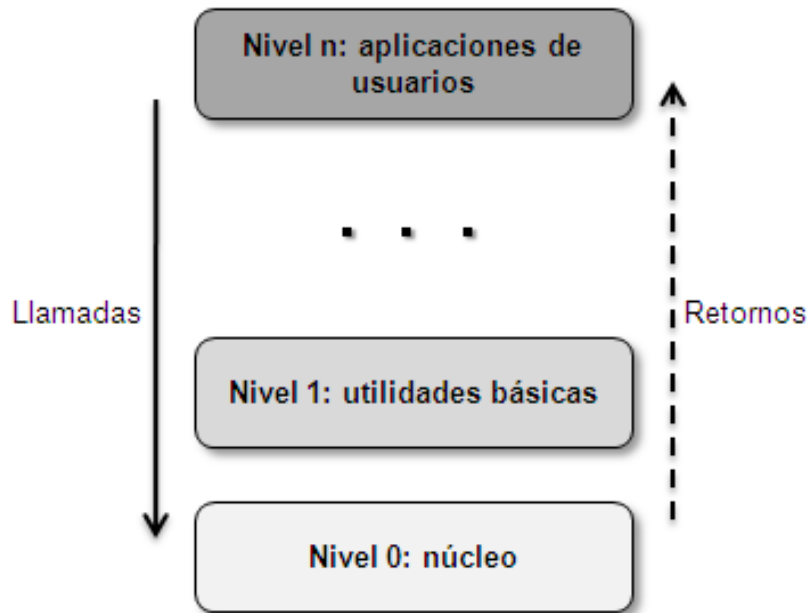 Nivel n: aplicaciones de
usuarios
. . .
Llamadas
Retornos
Nivel 1: utilidades básicas
Nivel 0: núcleo